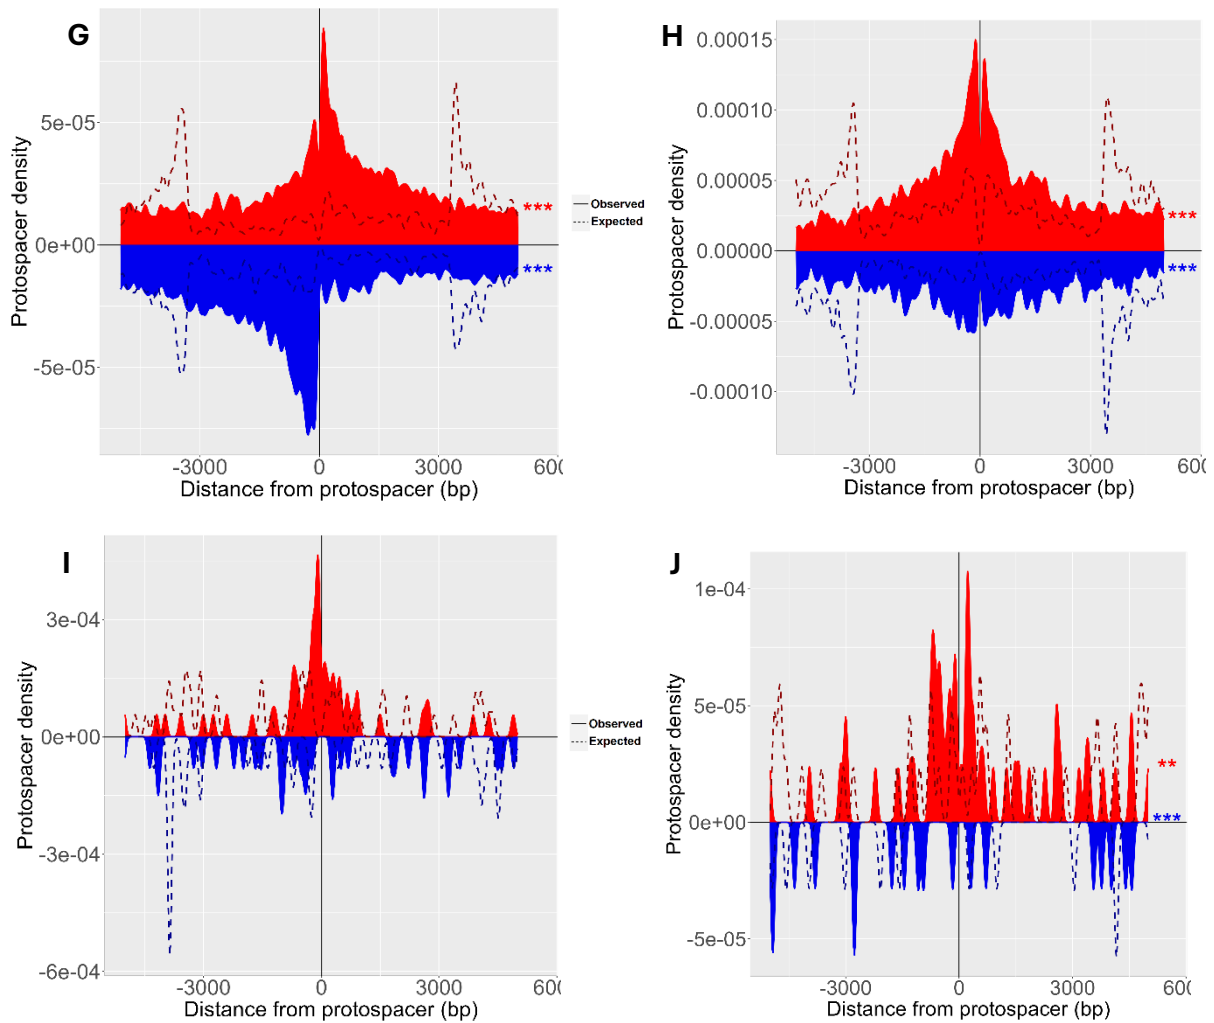 G
Protospacer density
5e-05
0e+00
-5e-05
***
***
-3000 0 3000 600
Distance from protospacer (bp)
Observed
Expected
H
Protospacer density
0.00015
0.00010
0.00005
0.00000
-0.00005
-0.00010
***
***
-3000 0 3000 600
Distance from protospacer (bp)
I
Protospacer density
3e-04
0e+00
-3e-04
-6e-04
-3000 0 3000 600
Distance from protospacer (bp)
Observed
Expected
J
Protospacer density
1e-04
5e-05
0e+00
-5e-05
**
***
-3000 0 3000 600
Distance from protospacer (bp)